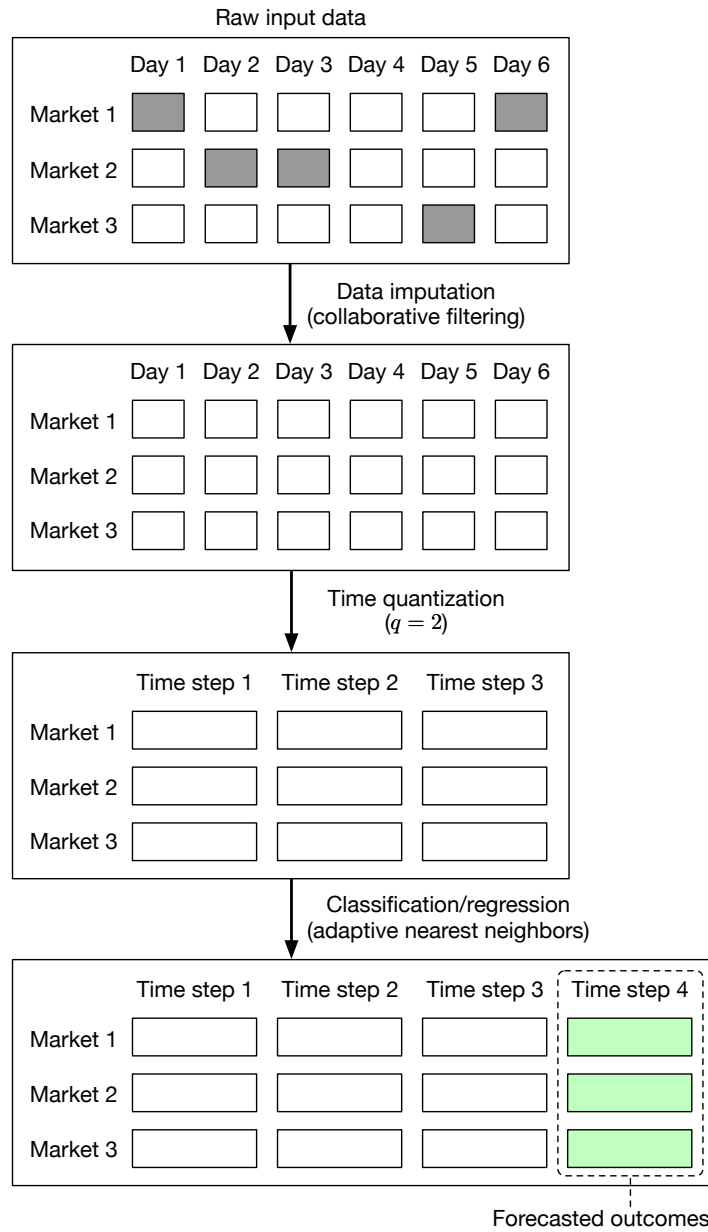 Raw input data
Day 1 Day 2 Day 3 Day 4 Day 5 Day 6
Market 1
Market 2
Market 3
Data imputation
(collaborative filtering)
Day 1 Day 2 Day 3 Day 4 Day 5 Day 6
Market 1
Market 2
Market 3
Time quantization
(q = 2)
Time step 1 Time step 2 Time step 3
Market 1
Market 2
Market 3
Classification/regression
(adaptive nearest neighbors)
Time step 1 Time step 2 Time step 3 Time step 4
Market 1
Market 2
Market 3
Forecasted outcomes